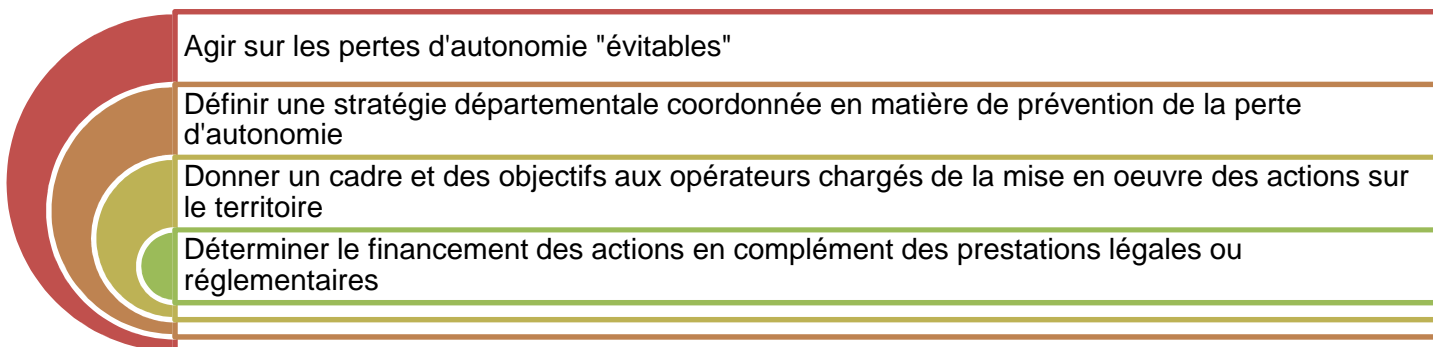 Agir sur les pertes d'autonomie "évitables"
Définir une stratégie départementale coordonnée en matière de prévention de la perte
d'autonomie
Donner un cadre et des objectifs aux opérateurs chargés de la mise en oeuvre des actions sur
le territoire
Déterminer le financement des actions en complément des prestations légales ou
réglementaires